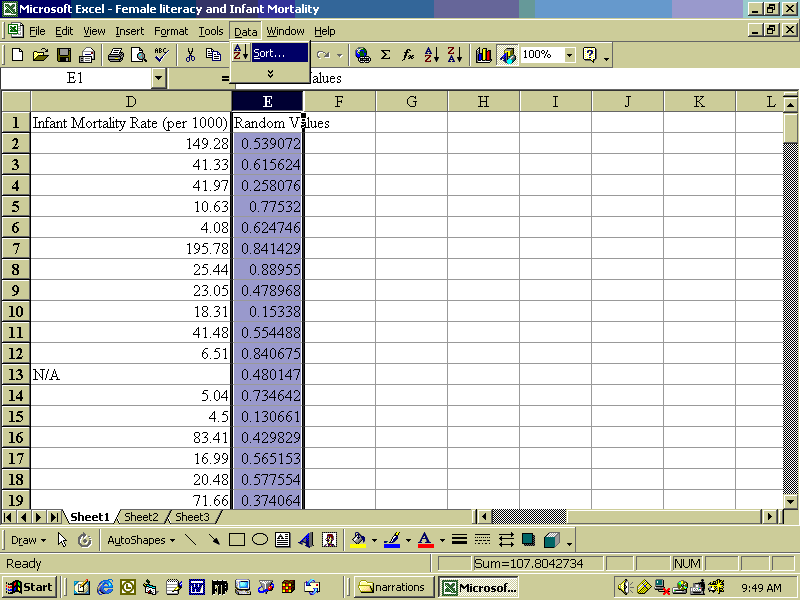 Microsoft Excel - Female literacy and Infant Mortality
File Edit View Insert Format Tools Data Window Help
Sort...
100%
E1 = alues
D E F G H I J K L
1 Infant Mortality Rate (per 1000) Random Values
2 149.28 0.539072
3 41.33 0.615624
4 41.97 0.258076
5 10.63 0.77532
6 4.08 0.624746
7 195.78 0.841429
8 25.44 0.88955
9 23.05 0.478968
10 18.31 0.15338
11 41.48 0.554488
12 6.51 0.840675
13 N/A 0.480147
14 5.04 0.734642
15 4.5 0.130661
16 83.41 0.429829
17 16.99 0.565153
18 20.48 0.577554
19 71.66 0.374064
Sheet1 Sheet2 Sheet3
Draw AutoShapes
Ready Sum=107.8042734 NUM
Start narrations Microsof... 9:49 AM